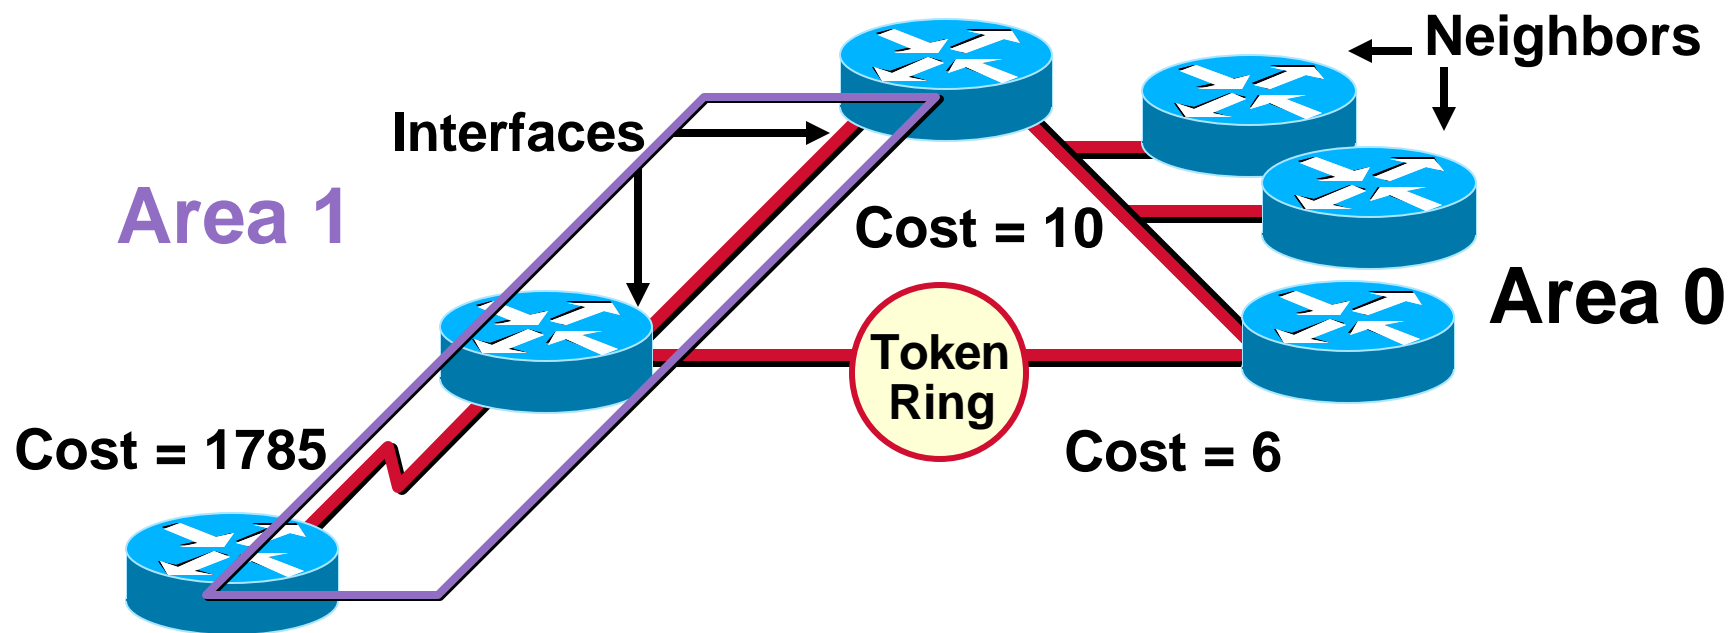 Neighbors
Interfaces
Area 1
Cost = 10
Area 0
Token
Ring
Cost = 1785
Cost = 6